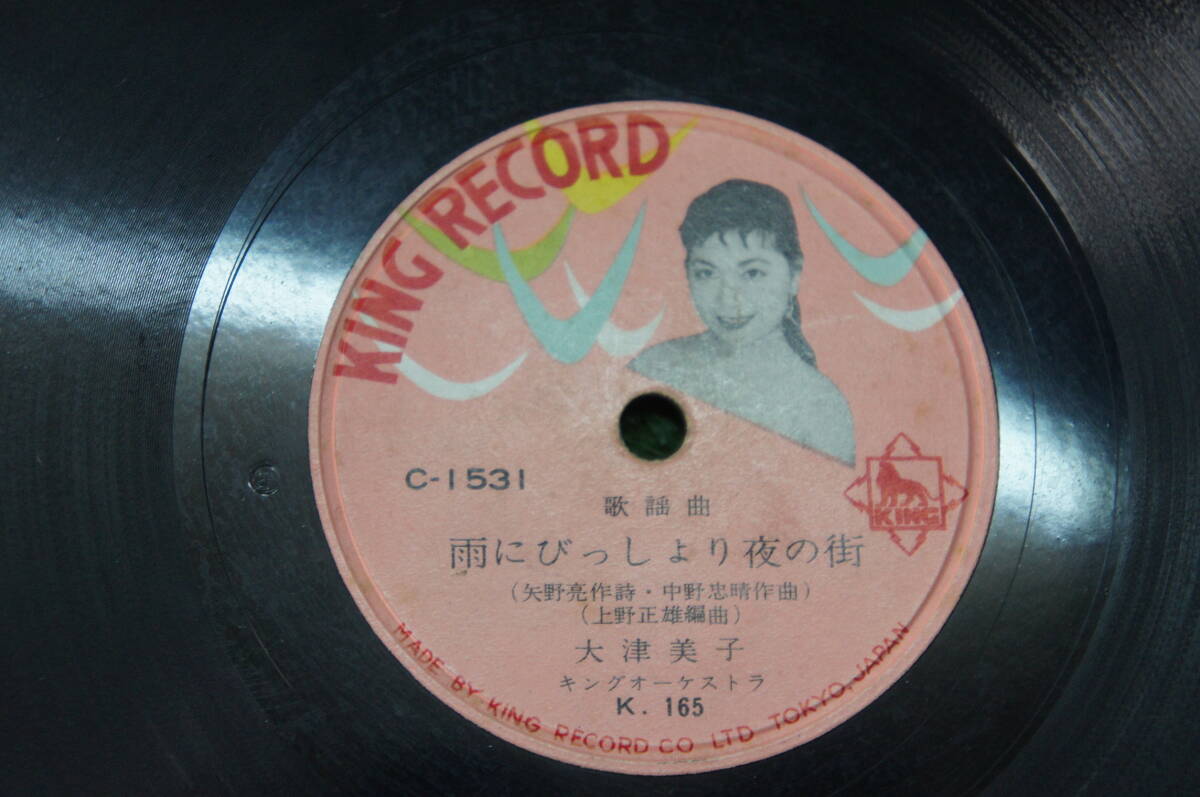 KING RECORD
C-1531
歌謡曲
KING
雨にびっしょり夜の街
(矢野亮作詩・中野忠晴作曲)
(上野正雄編曲)
大津美子
キングオーケストラ
K. 165
MADE BY KING RECORD CO LTD TOKYO, JAPAN